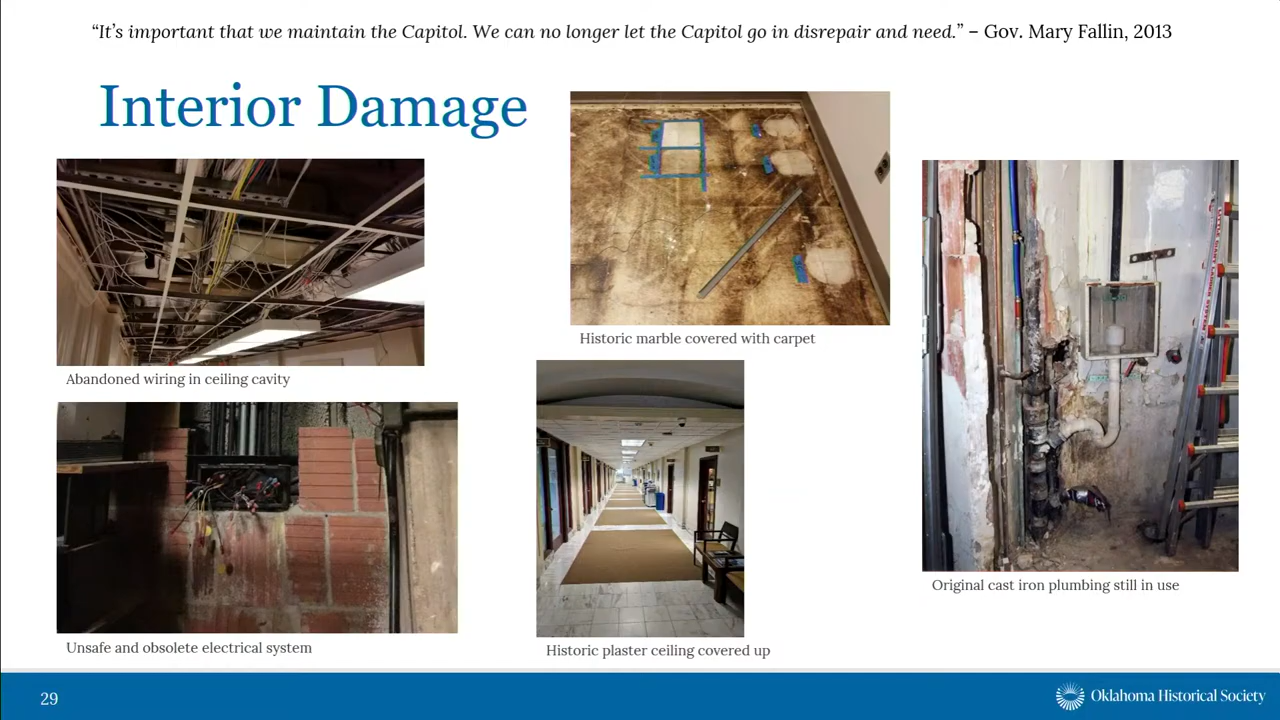 “It’s important that we maintain the Capitol. We can no longer let the Capitol go in disrepair and need.” – Gov. Mary Fallin, 2013
Interior Damage
Abandoned wiring in ceiling cavity
Historic marble covered with carpet
Original cast iron plumbing still in use
Unsafe and obsolete electrical system
Historic plaster ceiling covered up
29
Oklahoma Historical Society